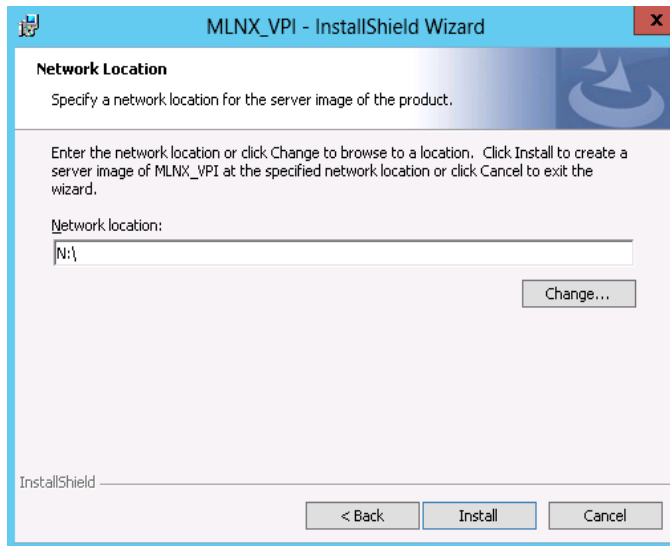 MLNX_VPI - InstallShield Wizard
x
Network Location
Specify a network location for the server image of the product.
Enter the network location or click Change to browse to a location. Click Install to create a
server image of MLNX_VPI at the specified network location or click Cancel to exit the
wizard.
Network location:
N:\
Change...
InstallShield
< Back
Install
Cancel